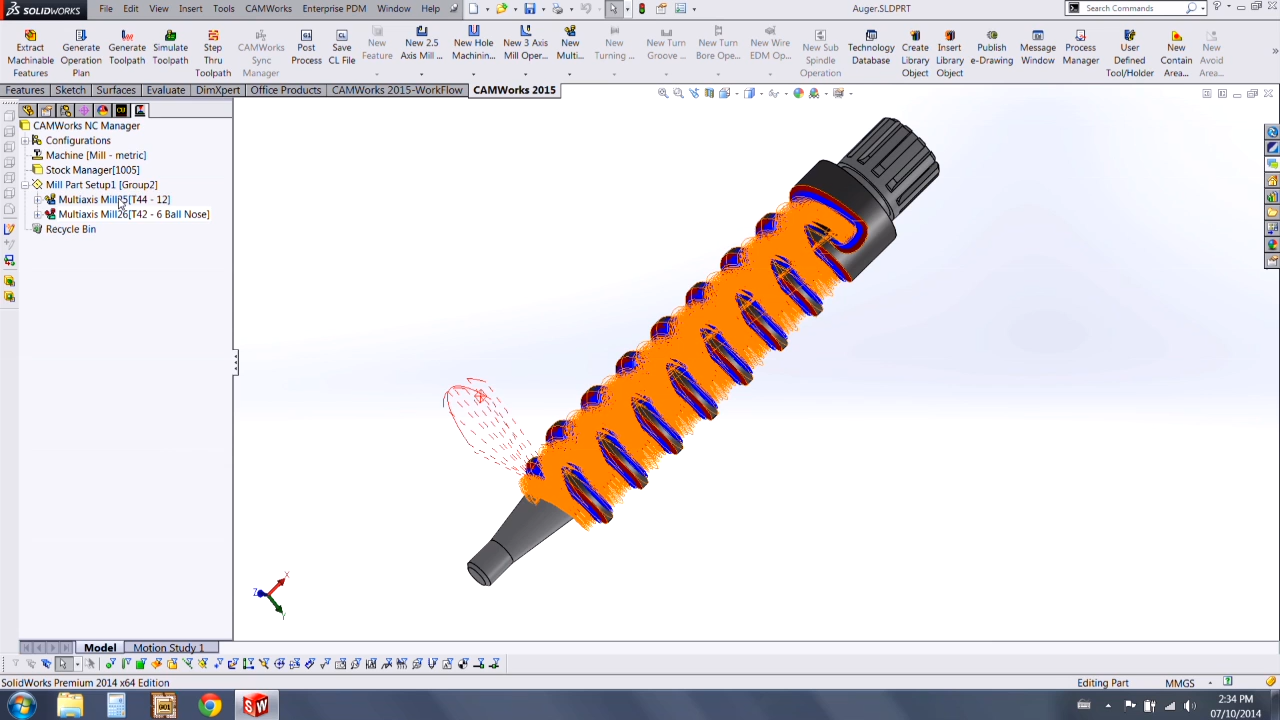 SOLIDWORKS File Edit View Insert Tools CAMWorks Enterprise PDM Window Help Auger.SLDPRT Search Commands
Extract Machinable Features
Generate Operation Plan
Generate Toolpath
Simulate Toolpath
Step Thru Toolpath
CAMWorks Sync Manager
Post Process
Save CL File
New Feature
New 2.5 Axis Mill ...
New Hole Machinin...
New 3 Axis Mill Oper...
New Multi...
New Turning ...
New Turn Groove ...
New Turn Bore Ope...
New Wire EDM Op...
New Sub Spindle Operation
Technology Database
Create Library Object
Insert Library Object
Publish e-Drawing
Message Window
Process Manager
User Defined Tool/Holder
New Contain Area...
New Avoid Area...
Features Sketch Surfaces Evaluate DimXpert Office Products CAMWorks 2015-WorkFlow CAMWorks 2015
CAMWorks NC Manager
Configurations
Machine [Mill - metric]
Stock Manager[1005]
Mill Part Setup1 [Group2]
Multiaxis Mill25[T44 - 12]
Multiaxis Mill26[T42 - 6 Ball Nose]
Recycle Bin
X
Z
Y
Model Motion Study 1
SolidWorks Premium 2014 x64 Edition Editing Part MMGS
2:34 PM
07/10/2014